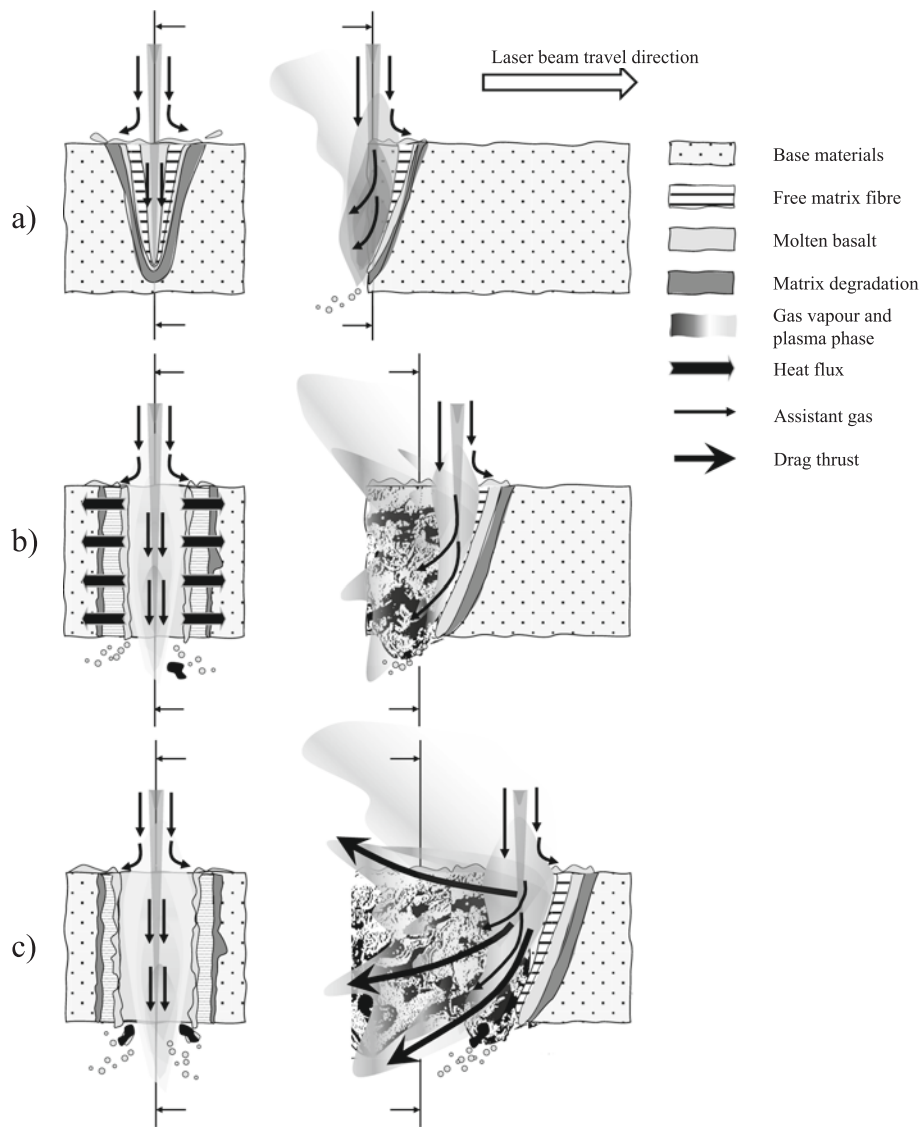 Laser beam travel direction
a)
Base materials
Free matrix fibre
Molten basalt
Matrix degradation
Gas vapour and
plasma phase
Heat flux
Assistant gas
Drag thrust
b)
c)